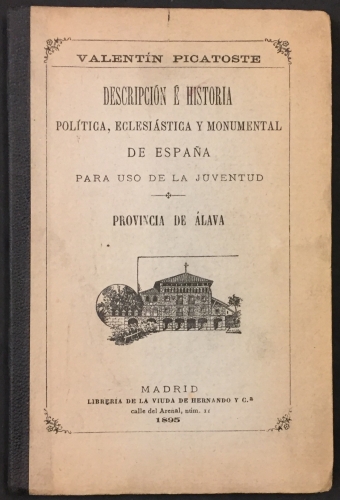 VALENTÍN PICATOSTE
DESCRIPCIÓN É HISTORIA
POLÍTICA, ECLESIÁSTICA Y MONUMENTAL
DE ESPAÑA
PARA USO DE LA JUVENTUD
PROVINCIA DE ÁLAVA
MADRID
LIBRERÍA DE LA VIUDA DE HERNANDO Y C.ª
calle del Arenal, núm. 11
1895